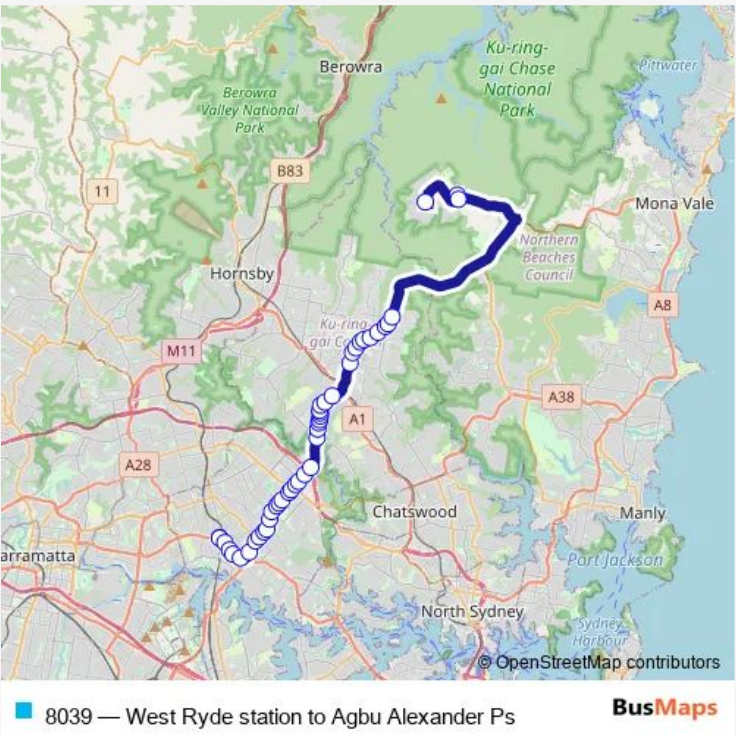 Ku-ring-
gai Chase
National
Park
Pittwater
Berowra
Berowra
Valley National
Park
B83
11
Mona Vale
Northern
Beaches
Council
Hornsby
A8
Ku-ring
gai Co
M11
A38
A1
A28
Chatswood
Manly
arramatta
Port Jackson
North Sydney
Sydney
Harbour
© OpenStreetMap contributors
8039 — West Ryde station to Agbu Alexander Ps
BusMaps